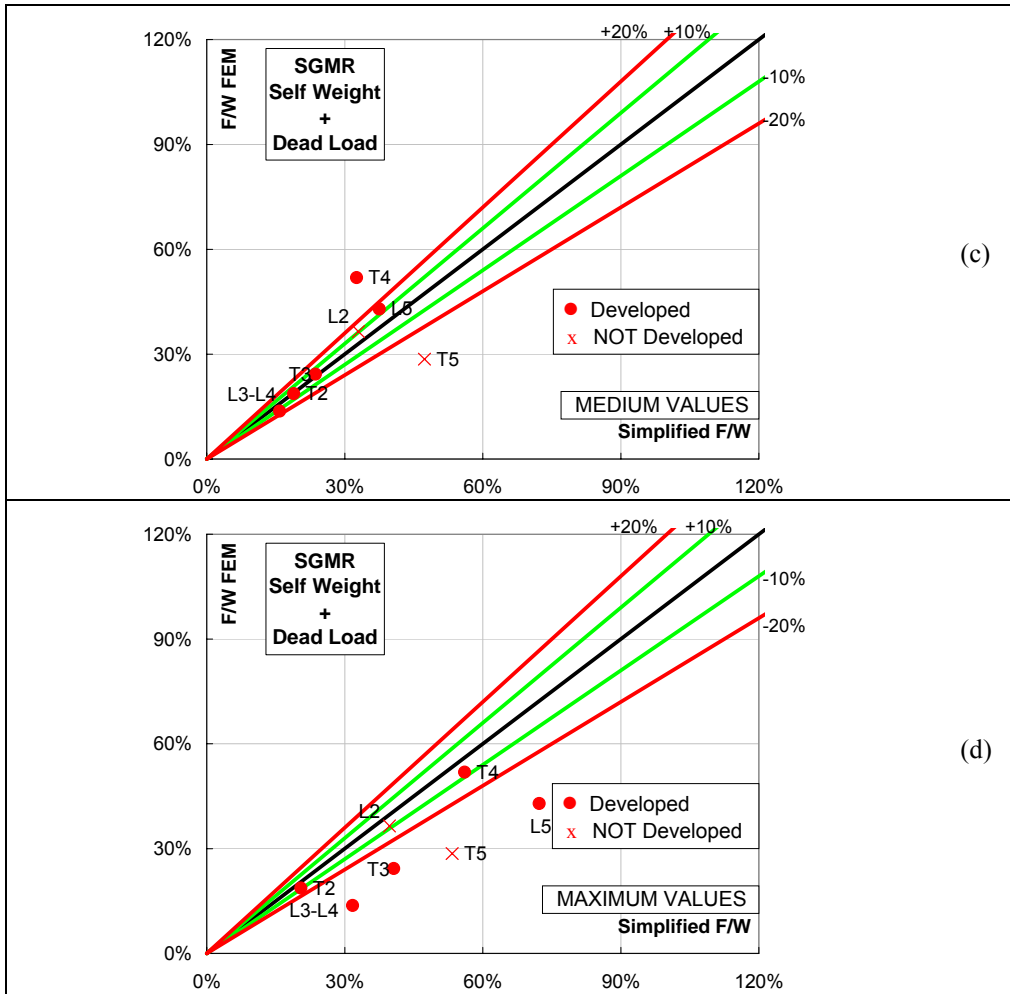 120%
+20%
+10%
F/W FEM
SGMR
Self Weight
+
Dead Load
-10%
-20%
90%
60%
T4
L2
L5
(c)
Developed
x NOT Developed
30%
T3
T5
L3-L4
T2
MEDIUM VALUES
Simplified F/W
0%
0% 30% 60% 90% 120%
+20%
+10%
120%
F/W FEM
SGMR
Self Weight
+
Dead Load
-10%
-20%
90%
60%
T4
(d)
L2
Developed
L5
x NOT Developed
30%
T5
T3
T2
L3-L4
MAXIMUM VALUES
Simplified F/W
0%
0% 30% 60% 90% 120%